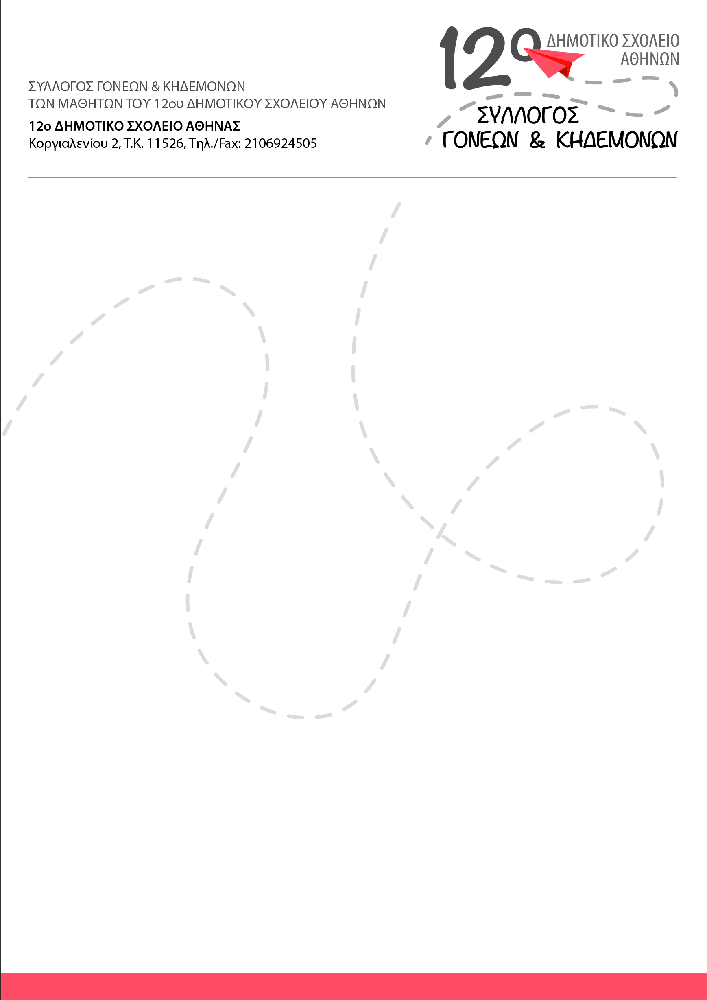 12ο ΔΗΜΟΤΙΚΟ ΣΧΟΛΕΙΟ
ΑΘΗΝΩΝ
ΣΥΛΛΟΓΟΣ
ΓΟΝΕΩΝ & ΚΗΔΕΜΟΝΩΝ
ΣΥΛΛΟΓΟΣ ΓΟΝΕΩΝ & ΚΗΔΕΜΟΝΩΝ
ΤΩΝ ΜΑΘΗΤΩΝ ΤΟΥ 12ου ΔΗΜΟΤΙΚΟΥ ΣΧΟΛΕΙΟΥ ΑΘΗΝΩΝ
12ο ΔΗΜΟΤΙΚΟ ΣΧΟΛΕΙΟ ΑΘΗΝΑΣ
Κοργιαλενίου 2, Τ.Κ. 11526, Τηλ./Fax: 2106924505